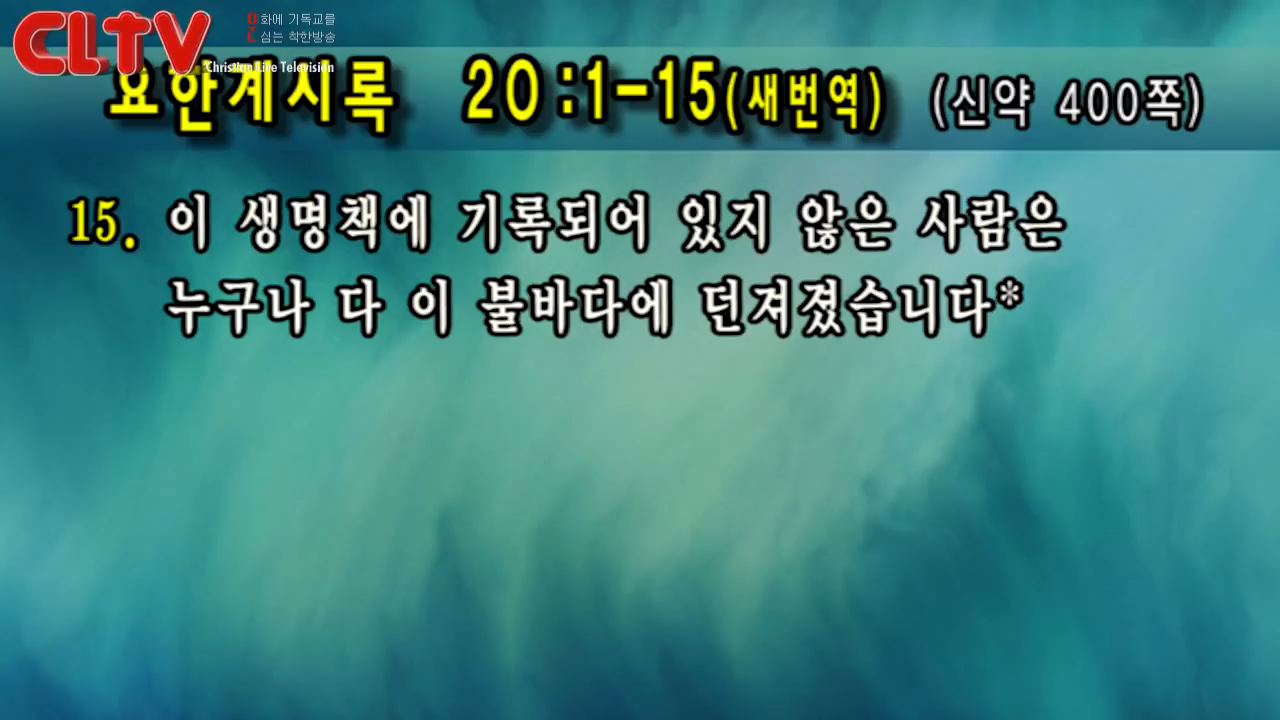 CLTV
문화에 기독교를
심는 착한방송
Christian Live Television
요한계시록 20:1-15(새번역) (신약 400쪽)
15. 이 생명책에 기록되어 있지 않은 사람은
누구나 다 이 불바다에 던져졌습니다*